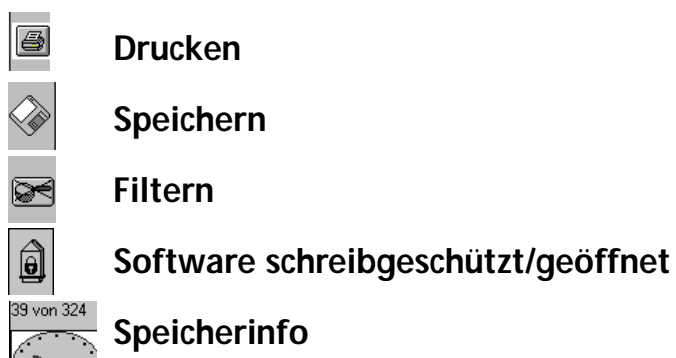 Drucken
Speichern
Filtern
Software schreibgeschützt/geöffnet
39 von 324
Speicherinfo